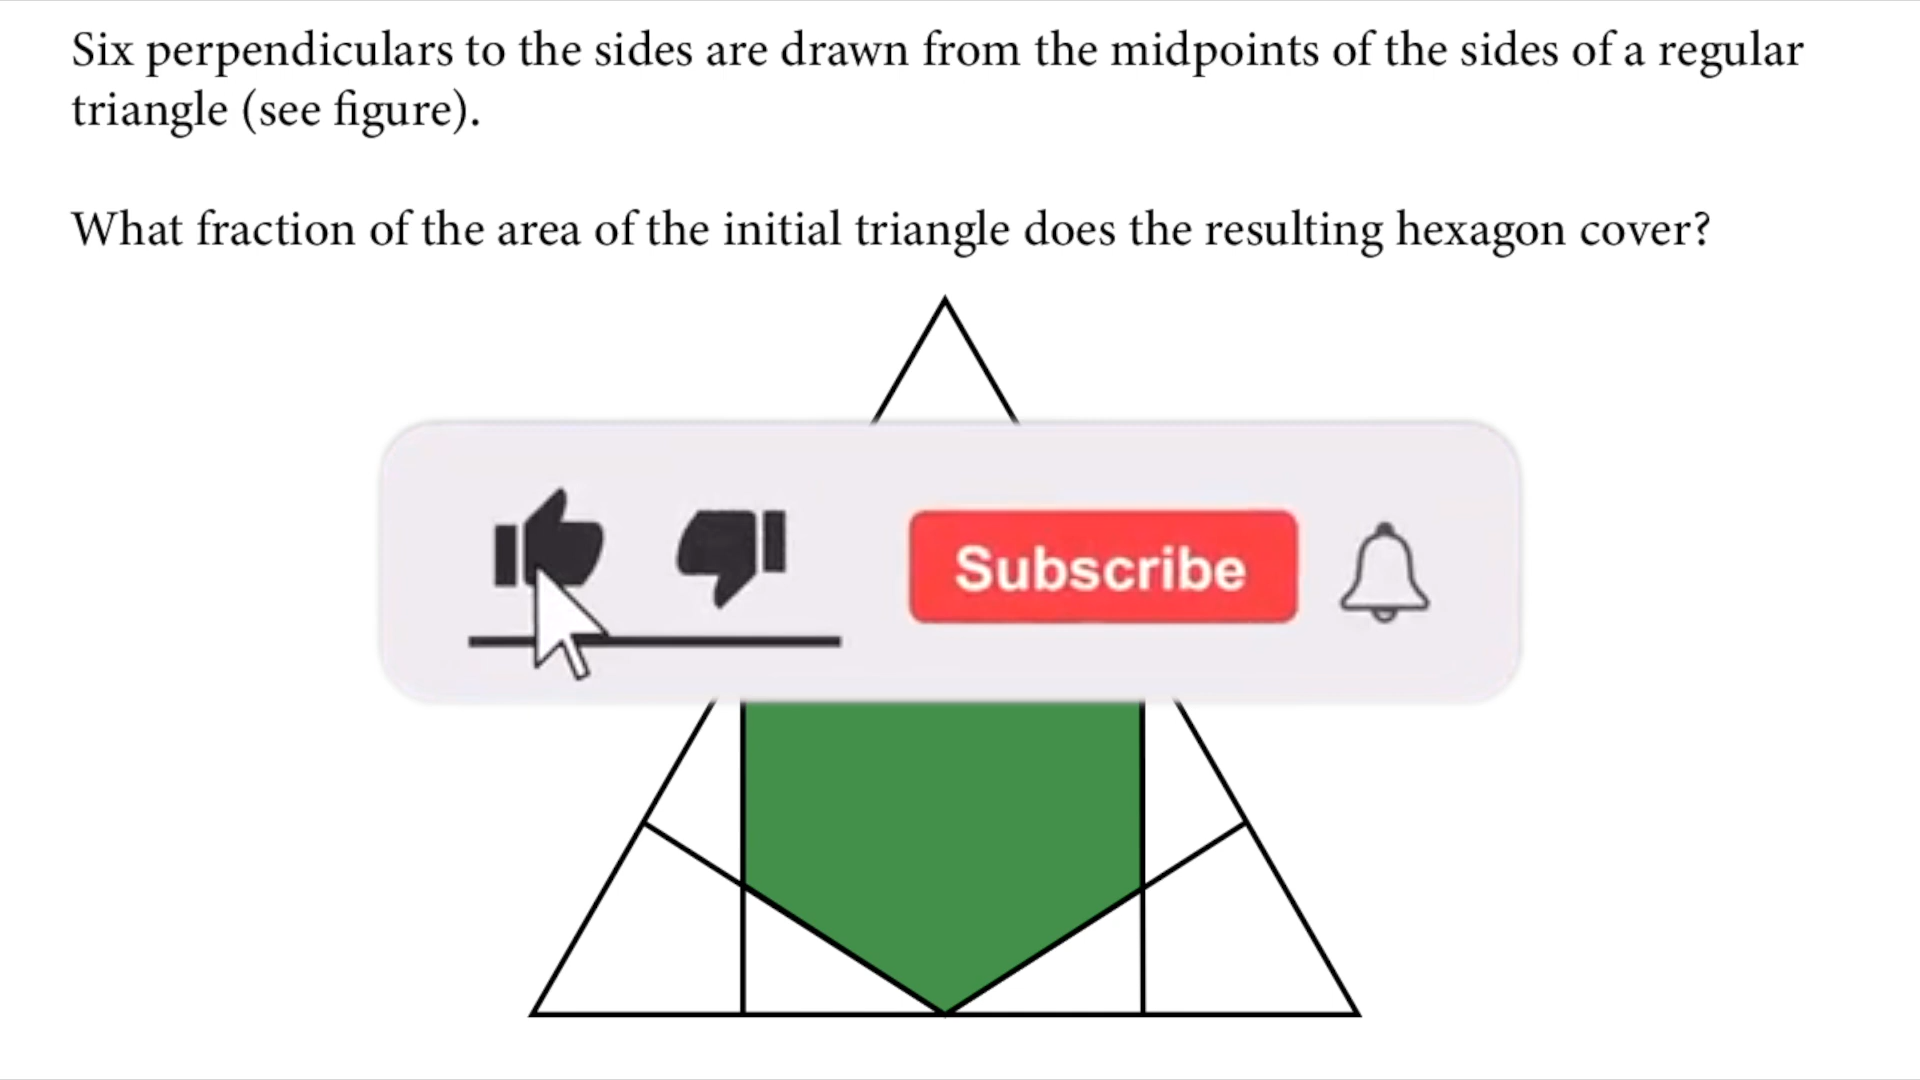 Six perpendiculars to the sides are drawn from the midpoints of the sides of a regular
triangle (see figure).
What fraction of the area of the initial triangle does the resulting hexagon cover?
Subscribe